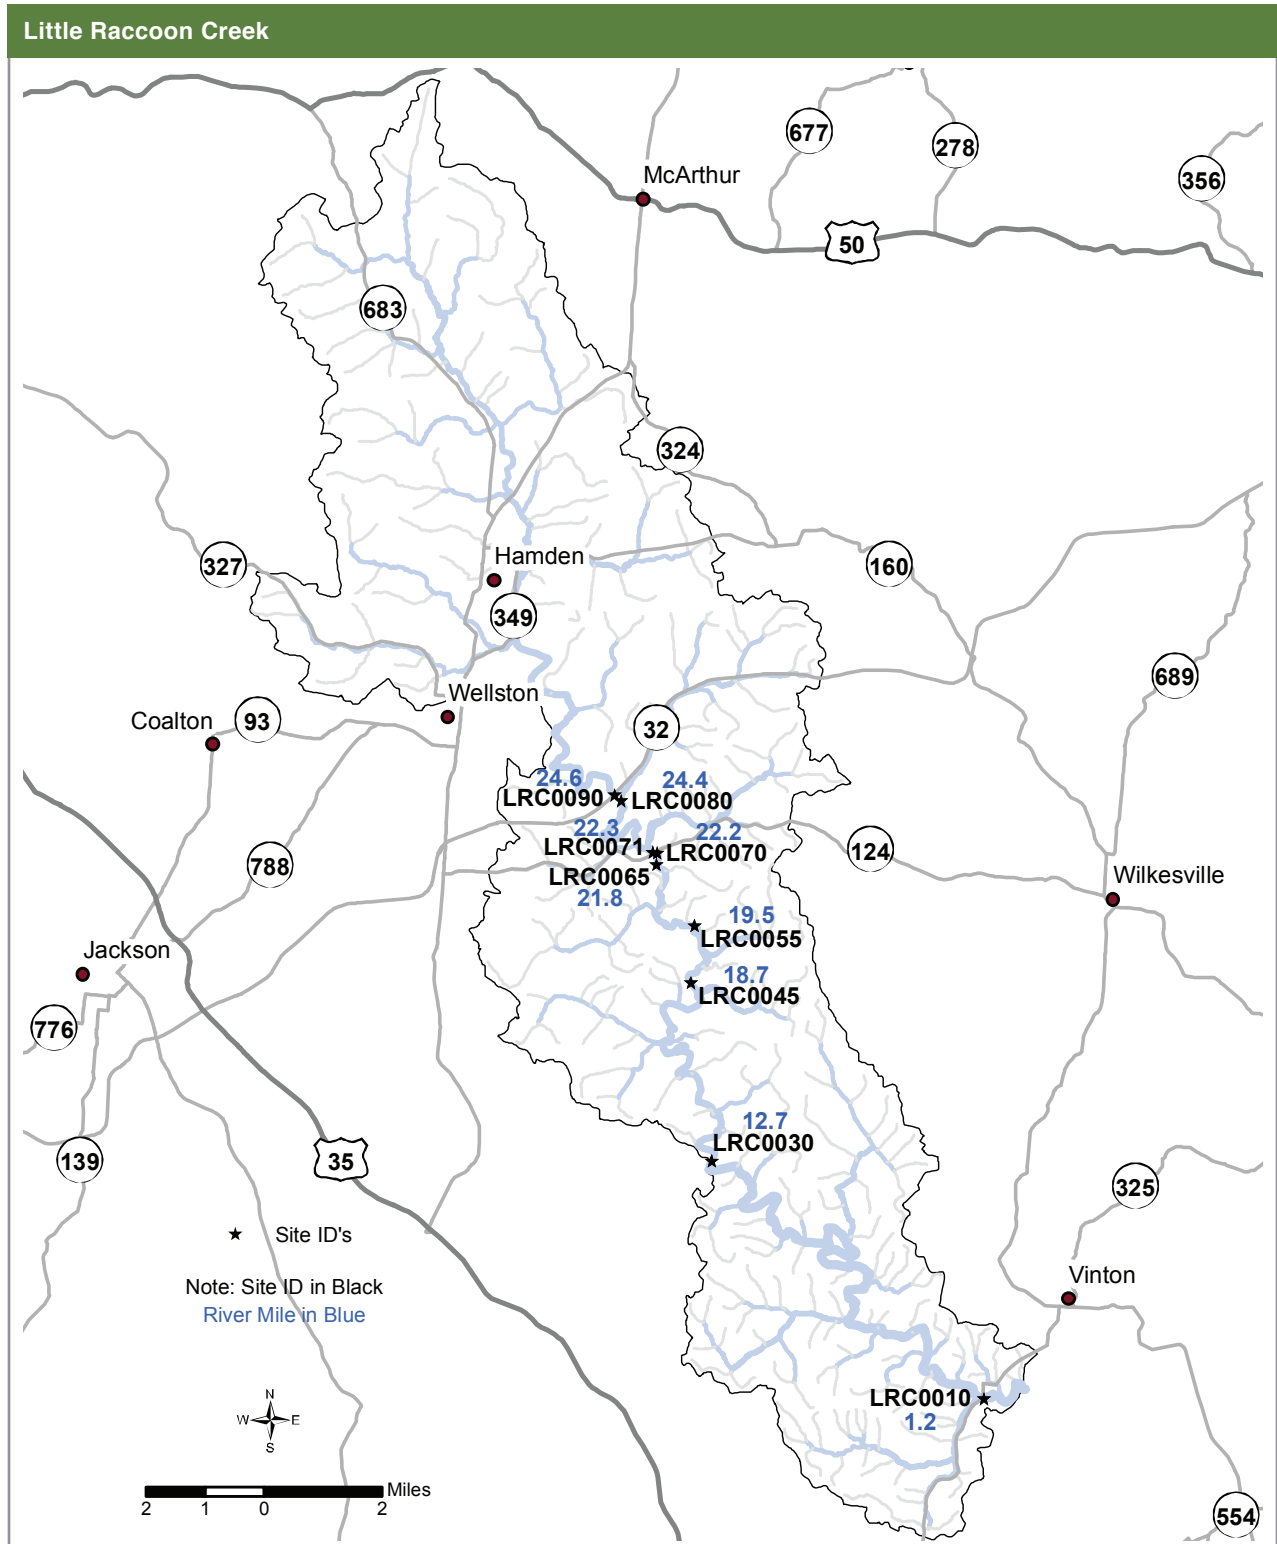 Little Raccoon Creek
677
278
McArthur
356
50
683
324
Hamden
327
160
349
689
Wellston
Coalton
93
32
24.6
24.4
LRC0090
LRC0080
22.3
22.2
LRC0071
LRC0070
124
788
LRC0065
Wilkesville
21.8
19.5
LRC0055
Jackson
18.7
LRC0045
776
12.7
LRC0030
139
35
325
Site ID's
Vinton
Note: Site ID in Black
River Mile in Blue
N
W E
S
LRC0010
1.2
Miles
2 1 0 2
554